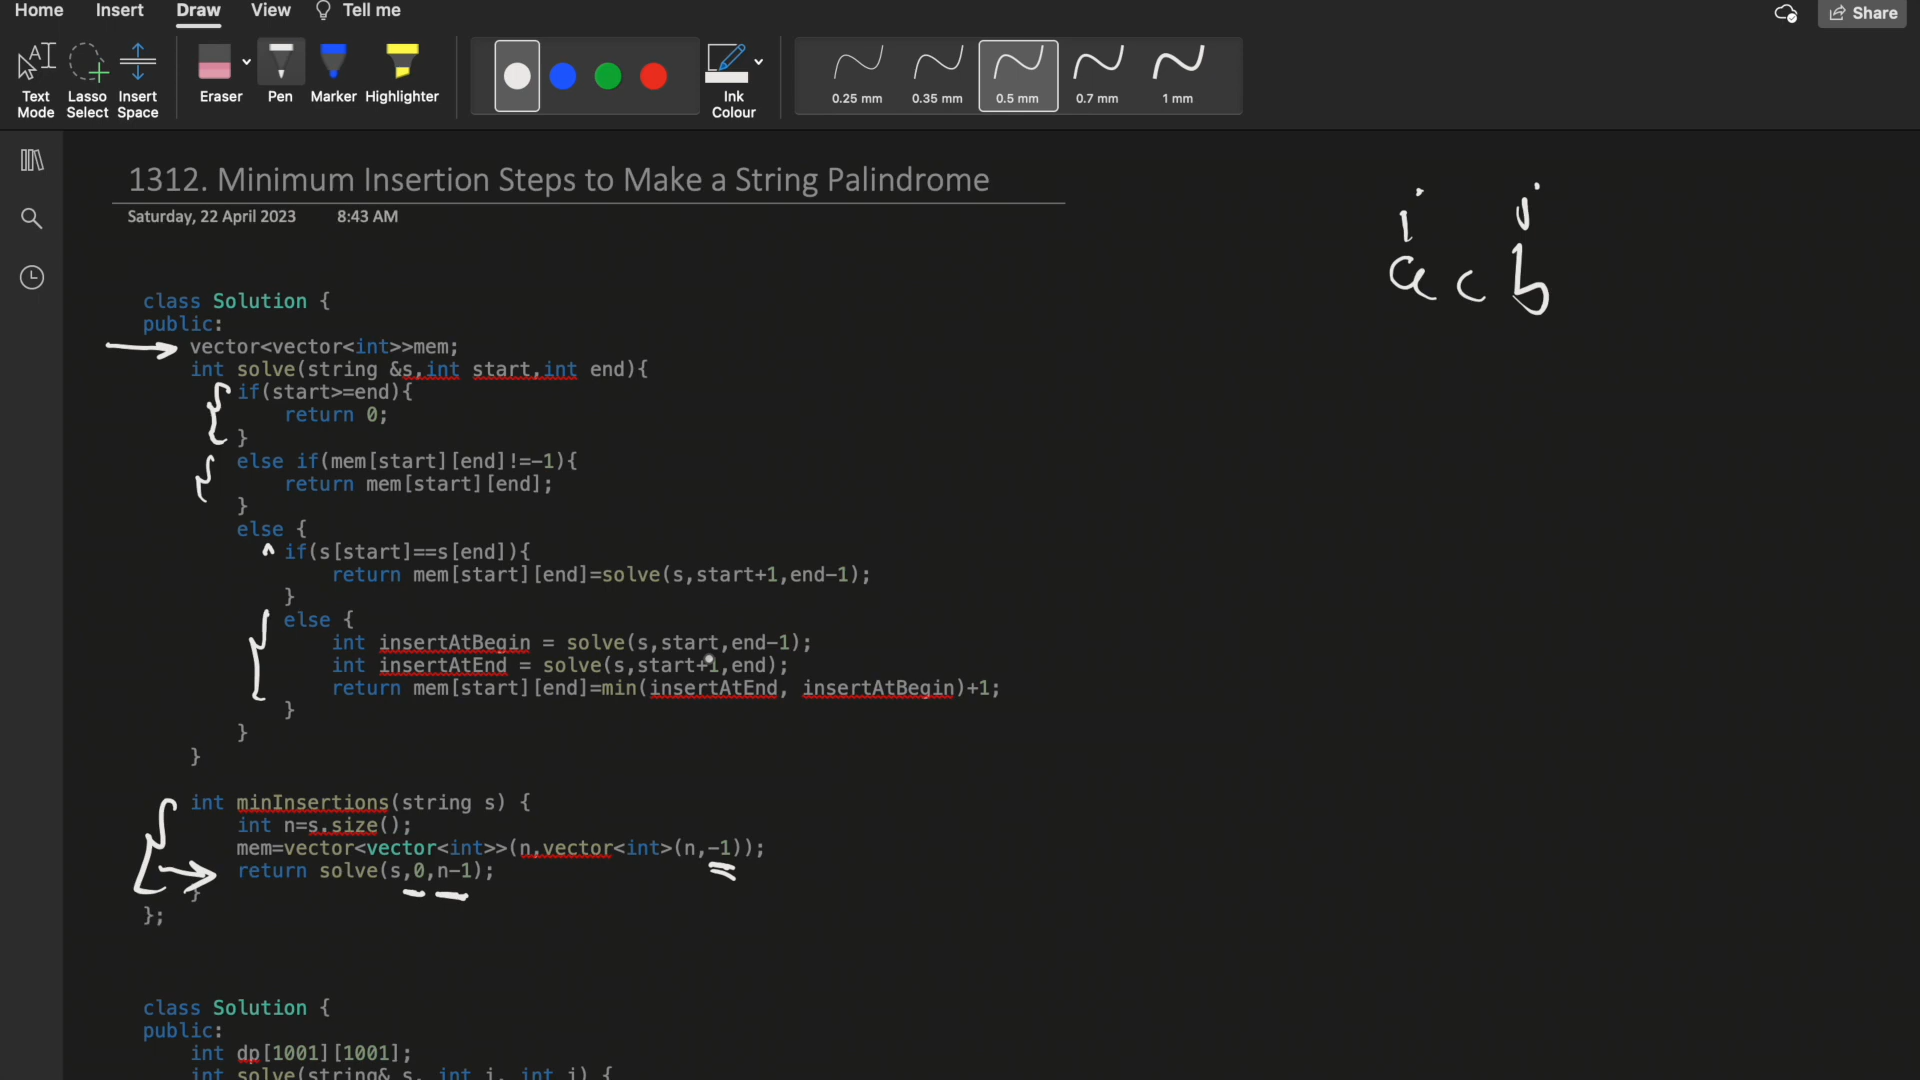 Home Insert Draw View Tell me Share
Text Mode Lasso Select Insert Space Eraser Pen Marker Highlighter Ink Colour 0.25 mm 0.35 mm 0.5 mm 0.7 mm 1 mm
1312. Minimum Insertion Steps to Make a String Palindrome
Saturday, 22 April 2023 8:43 AM
i j
a c b
class Solution {
public:
vector<vector<int>>mem;
int solve(string &s,int start,int end){
if(start>=end){
return 0;
}
else if(mem[start][end]!=-1){
return mem[start][end];
}
else {
if(s[start]==s[end]){
return mem[start][end]=solve(s,start+1,end-1);
}
else {
int insertAtBegin = solve(s,start,end-1);
int insertAtEnd = solve(s,start+1,end);
return mem[start][end]=min(insertAtEnd, insertAtBegin)+1;
}
}
}
int minInsertions(string s) {
int n=s.size();
mem=vector<vector<int>>(n,vector<int>(n,-1));
return solve(s,0,n-1);
}
};
class Solution {
public:
int dp[1001][1001];
int solve(string& s, int i, int j) {